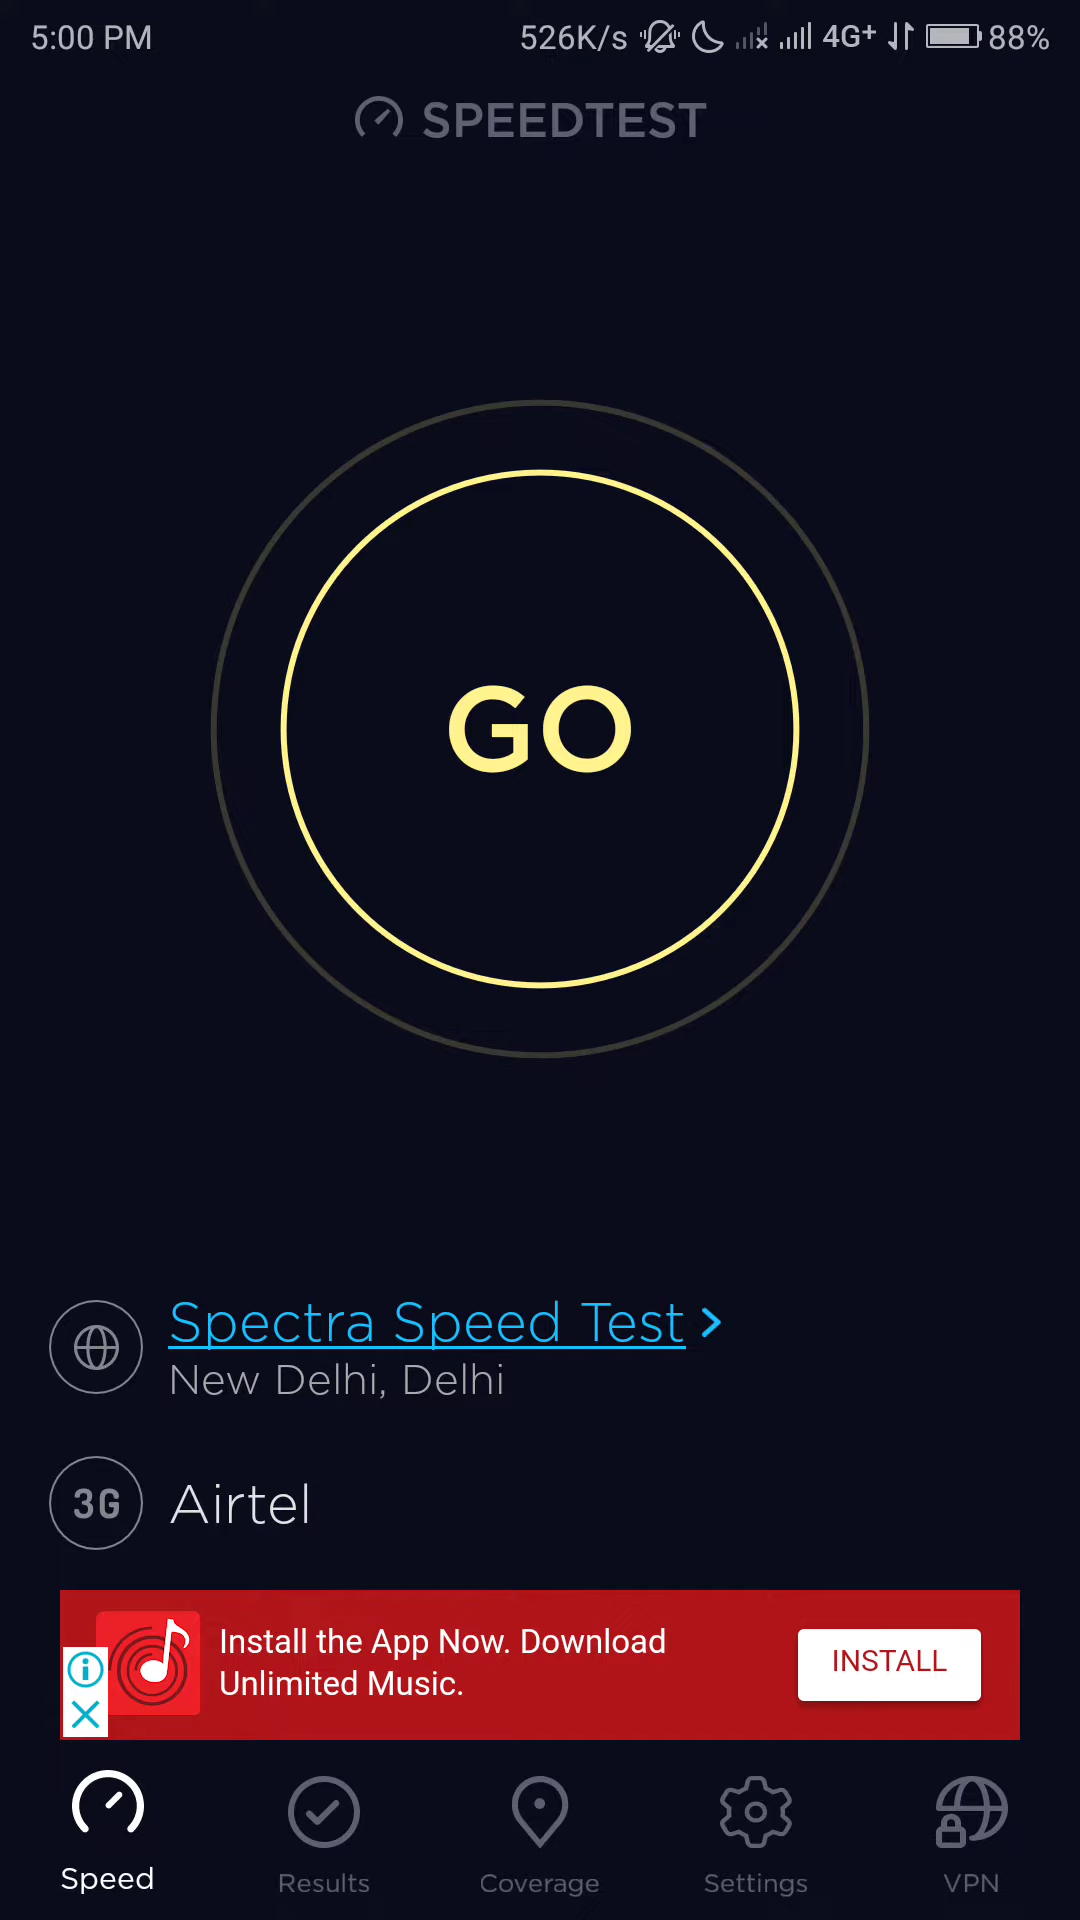 5:00 PM 526K/s 4G+ 88%
SPEEDTEST
GO
Spectra Speed Test
New Delhi, Delhi
3G Airtel
Install the App Now. Download
Unlimited Music.
INSTALL
Speed Results Coverage Settings VPN